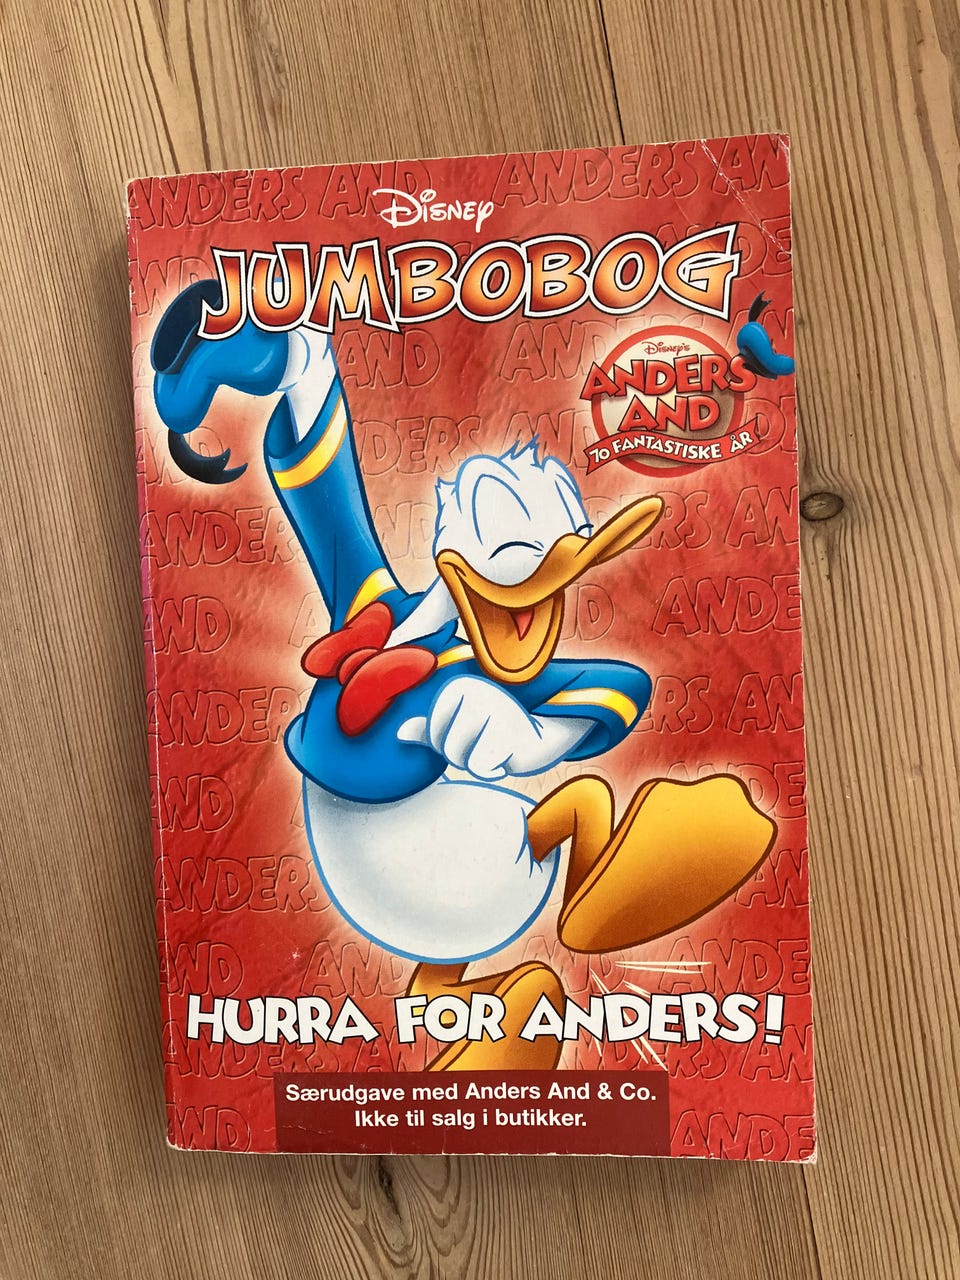 Disney
JUMBOBOG
Disney's
ANDERS
AND
70 FANTASTISKE ÅR
HURRA FOR ANDERS!
Særudgave med Anders And & Co.
Ikke til salg i butikker.